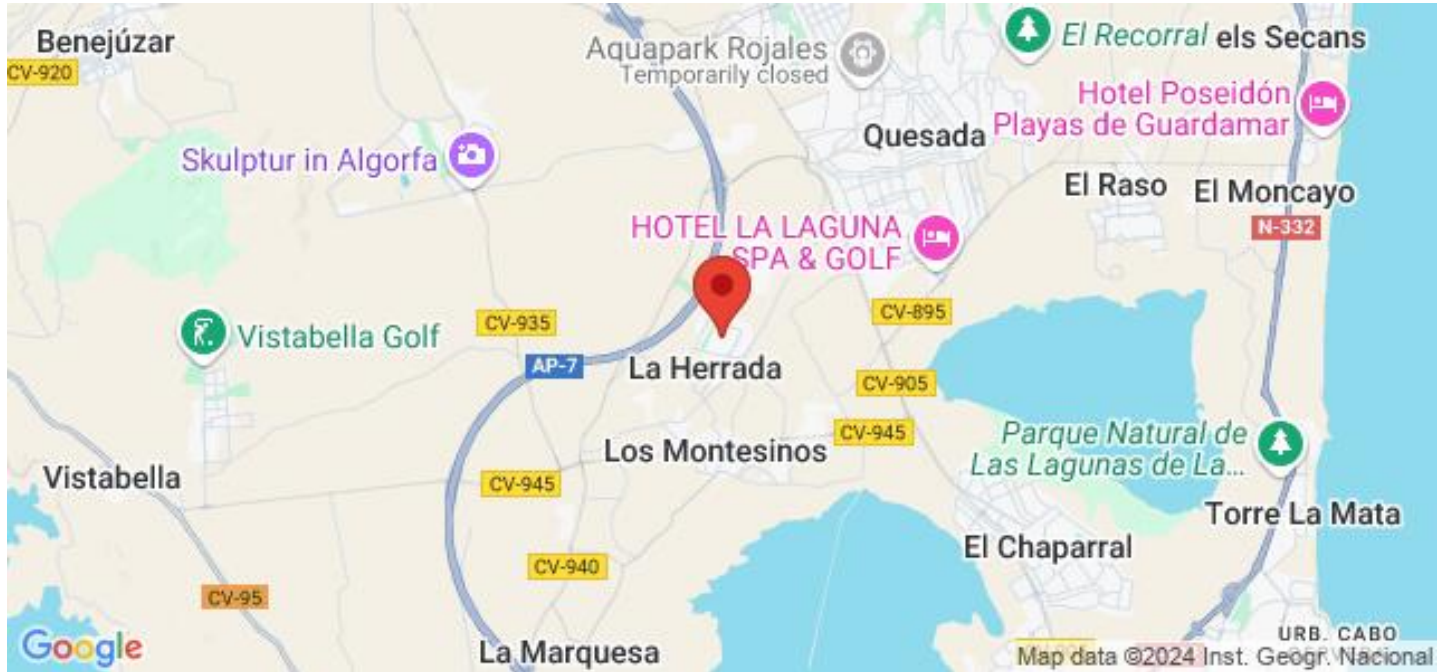 Benejúzar
CV-920
Aquapark Rojales
Temporarily closed
El Recorral
els Secans
Hotel Poseidón
Playas de Guardamar
Quesada
Skulptur in Algorfa
El Raso
El Moncayo
N-332
HOTEL LA LAGUNA
SPA & GOLF
CV-935
CV-895
Vistabella Golf
AP-7
La Herrada
CV-905
CV-945
Los Montesinos
Parque Natural de
Las Lagunas de La...
Vistabella
CV-945
Torre La Mata
El Chaparral
CV-940
CV-95
Google
La Marquesa
URB. CABO
Map data ©2024 Inst. Geogr. Nacional